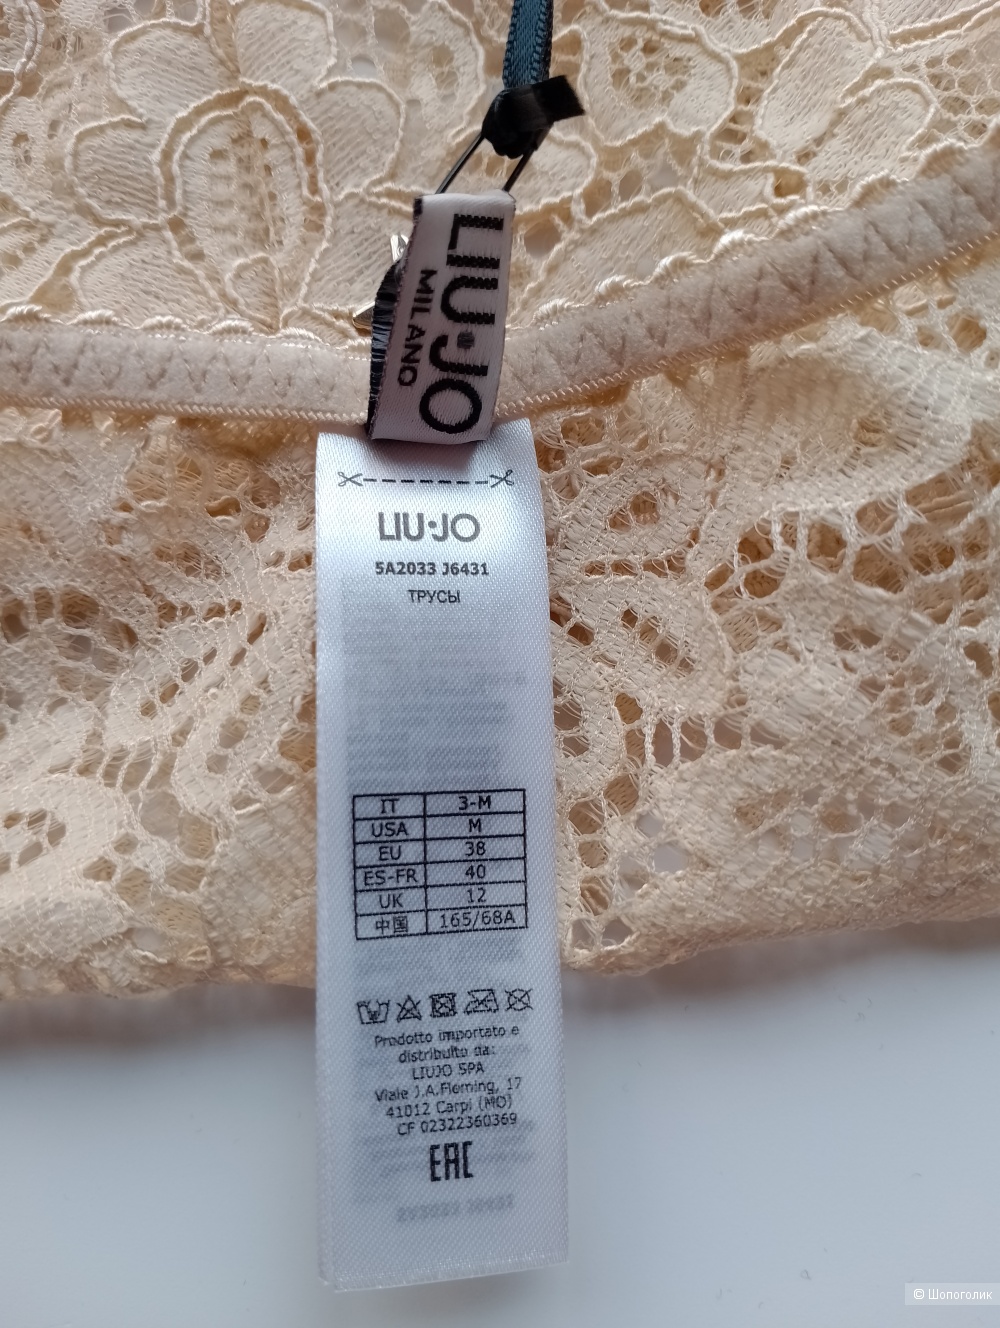 LIU·JO
MILANO
LIU·JO
5A2033 J6431
ТРУСЫ
IT 3-M
USA M
EU 38
ES-FR 40
UK 12
中国 165/68A
Prodotto importato e
distribuito da:
LIUJO SPA
Viale J.A.Fleming, 17
41012 Carpi (MO)
CF 02322360369
EAC
© Шопоголик